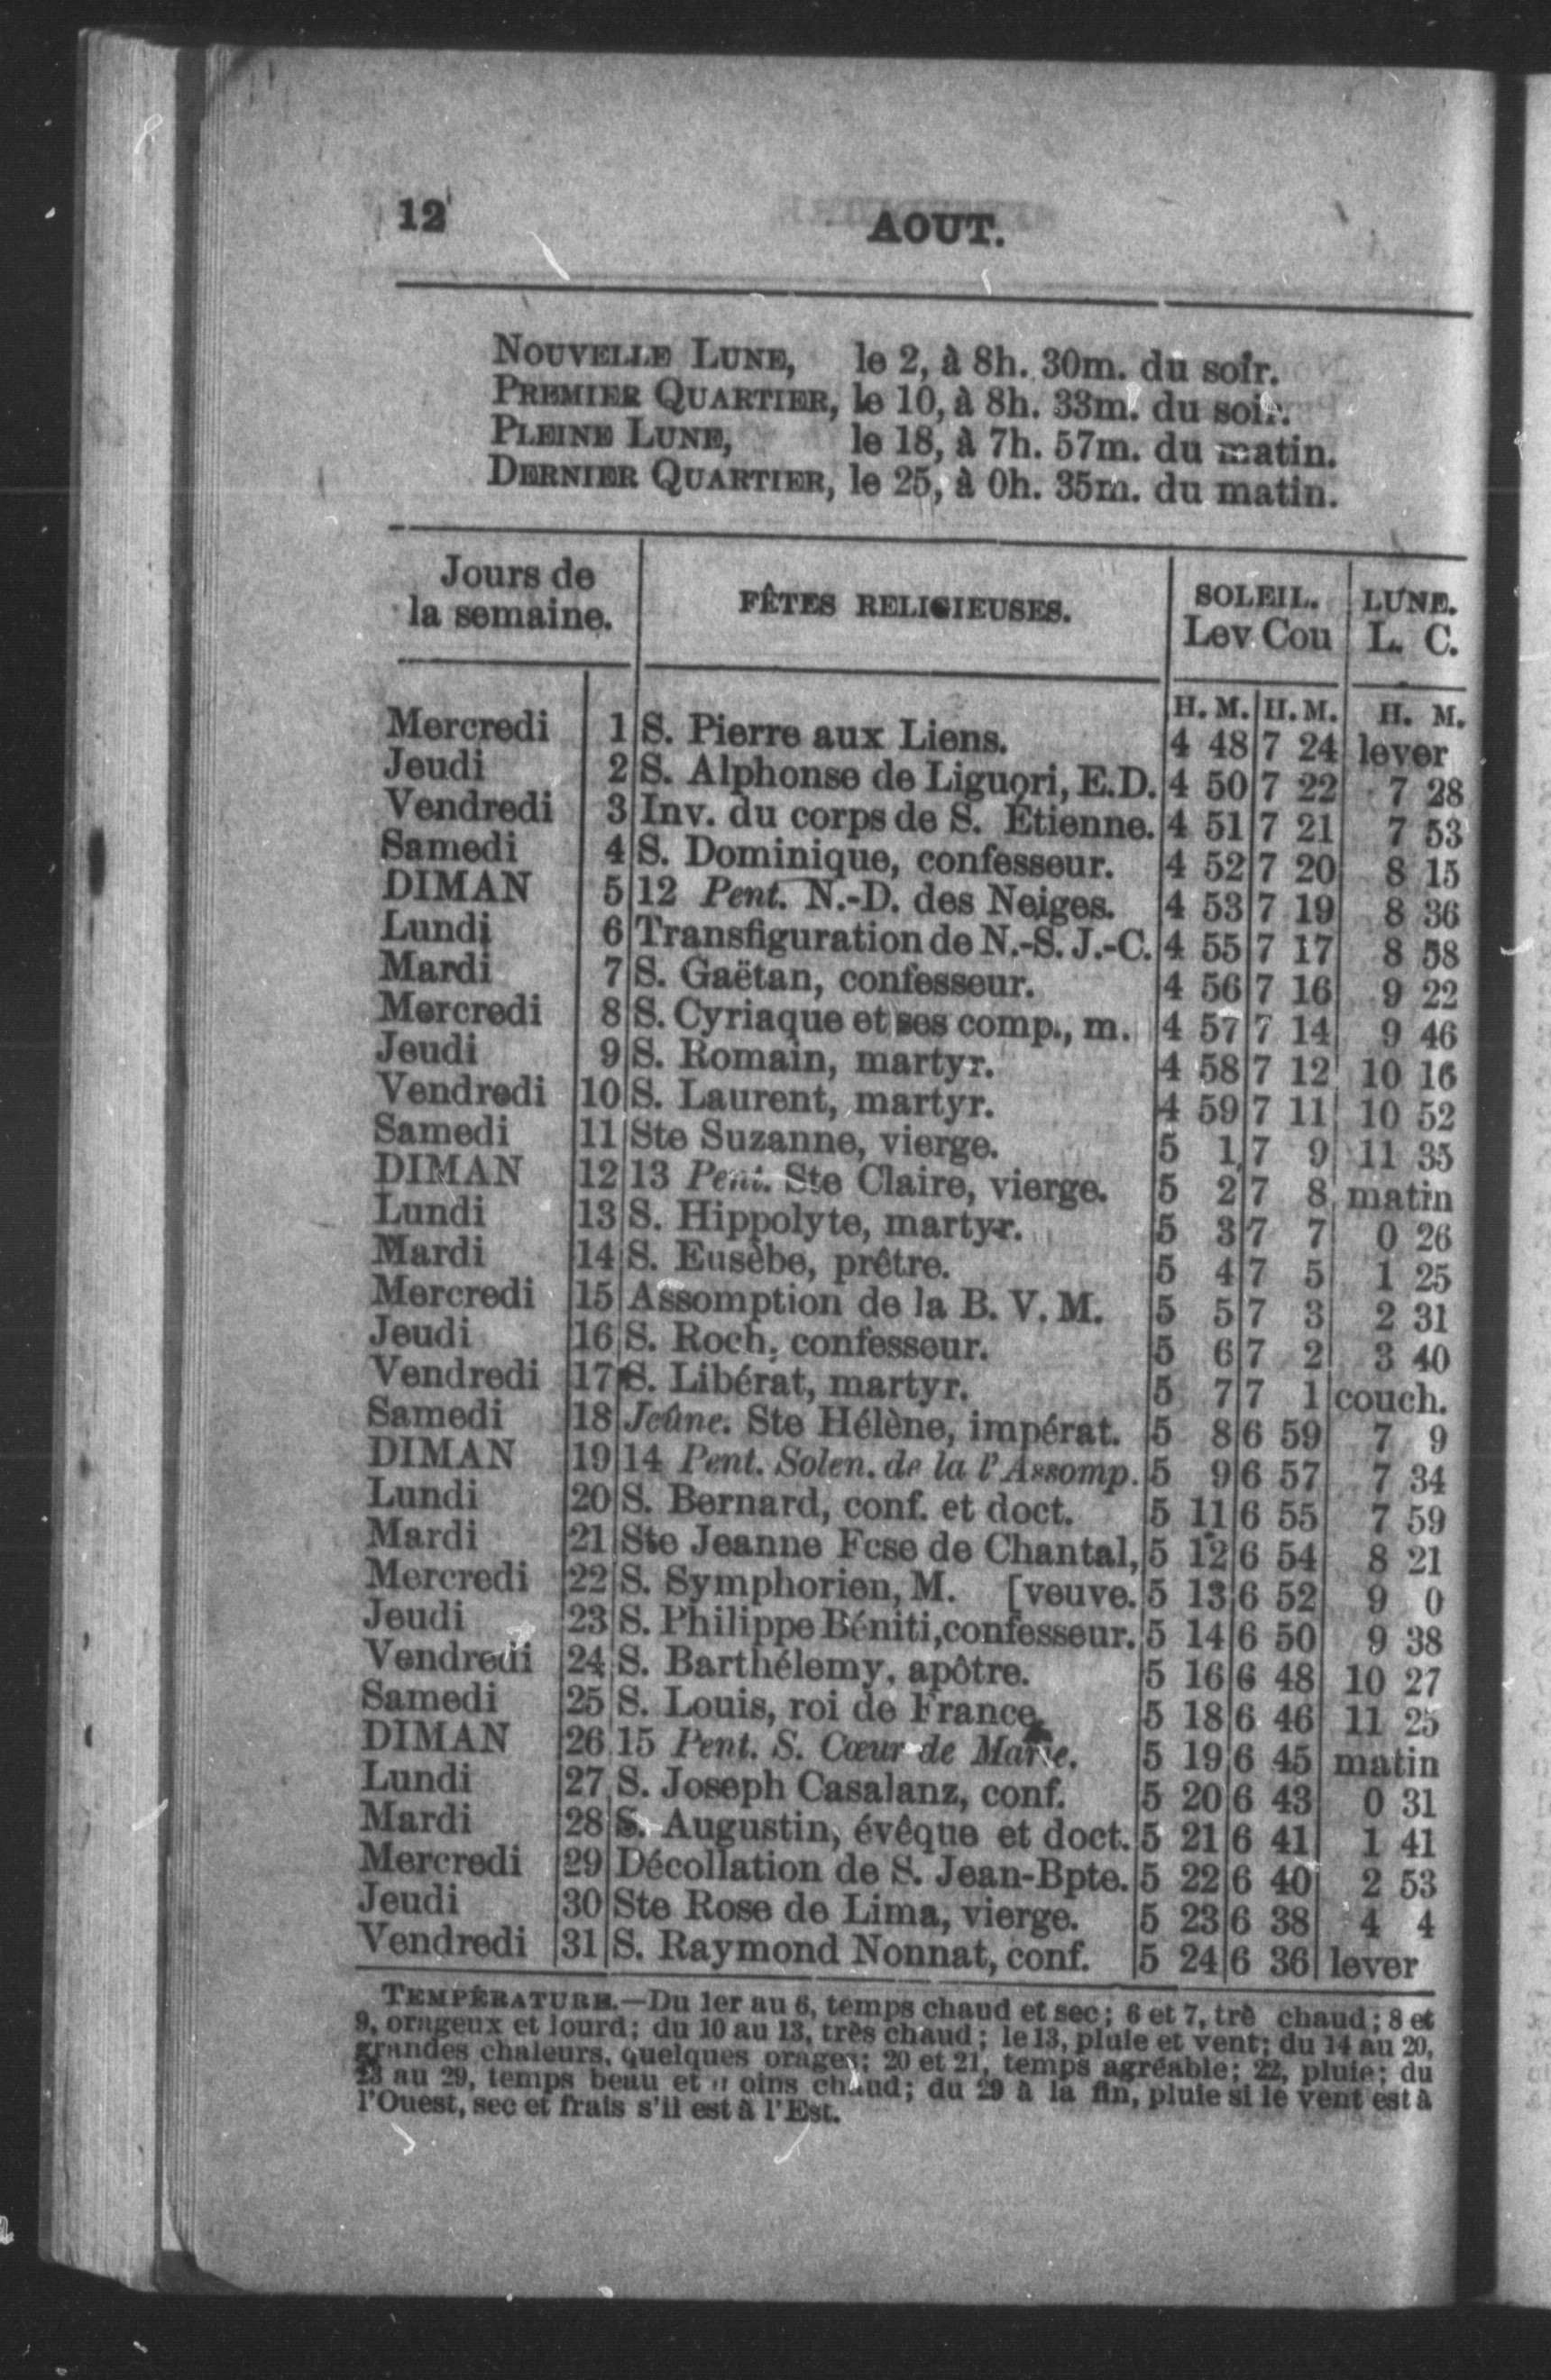 12
AOUT.
NOUVELLE LUNE, le 2, à 8h. 30m. du soir.
PREMIER QUARTIER, le 10, à 8h. 33m. du soir.
PLEINE LUNE, le 18, à 7h. 57m. du matin.
DERNIER QUARTIER, le 25, à 0h. 35m. du matin.
Jours de la semaine. FÊTES RELIGIEUSES. SOLEIL. Lev Cou LUNE. L. C.
H. M. H. M. H. M.
Mercredi 1 S. Pierre aux Liens. 4 48 7 24 lever
Jeudi 2 S. Alphonse de Liguori, E.D. 4 50 7 22 7 28
Vendredi 3 Inv. du corps de S. Étienne. 4 51 7 21 7 53
Samedi 4 S. Dominique, confesseur. 4 52 7 20 8 15
DIMAN 5 12 Pent. N.-D. des Neiges. 4 53 7 19 8 36
Lundi 6 Transfiguration de N.-S. J.-C. 4 55 7 17 8 58
Mardi 7 S. Gaëtan, confesseur. 4 56 7 16 9 22
Mercredi 8 S. Cyriaque et ses comp., m. 4 57 7 14 9 46
Jeudi 9 S. Romain, martyr. 4 58 7 12 10 16
Vendredi 10 S. Laurent, martyr. 4 59 7 11 10 52
Samedi 11 Ste Suzanne, vierge. 5 1 7 9 11 35
DIMAN 12 13 Pent. Ste Claire, vierge. 5 2 7 8 matin
Lundi 13 S. Hippolyte, martyr. 5 3 7 7 0 26
Mardi 14 S. Eusèbe, prêtre. 5 4 7 5 1 25
Mercredi 15 Assomption de la B. V. M. 5 5 7 3 2 31
Jeudi 16 S. Roch, confesseur. 5 6 7 2 3 40
Vendredi 17 S. Libérat, martyr. 5 7 7 1 couch.
Samedi 18 Jeûne. Ste Hélène, impérat. 5 8 6 59 7 9
DIMAN 19 14 Pent. Solen. de la l'Assomp. 5 9 6 57 7 34
Lundi 20 S. Bernard, conf. et doct. 5 11 6 55 7 59
Mardi 21 Ste Jeanne Fcse de Chantal, 5 12 6 54 8 21
Mercredi 22 S. Symphorien, M. [veuve. 5 13 6 52 9 0
Jeudi 23 S. Philippe Béniti, confesseur. 5 14 6 50 9 38
Vendredi 24 S. Barthélemy, apôtre. 5 16 6 48 10 27
Samedi 25 S. Louis, roi de France. 5 18 6 46 11 25
DIMAN 26 15 Pent. S. Cœur de Marie. 5 19 6 45 matin
Lundi 27 S. Joseph Casalanz, conf. 5 20 6 43 0 31
Mardi 28 S. Augustin, évêque et doct. 5 21 6 41 1 41
Mercredi 29 Décollation de S. Jean-Bpte. 5 22 6 40 2 53
Jeudi 30 Ste Rose de Lima, vierge. 5 23 6 38 4 4
Vendredi 31 S. Raymond Nonnat, conf. 5 24 6 36 lever
TEMPÉRATURE.—Du 1er au 6, temps chaud et sec; 6 et 7, trè chaud; 8 et
9, orageux et lourd; du 10 au 13, très chaud; le 13, pluie et vent; du 14 au 20,
grandes chaleurs, quelques orages; 20 et 21, temps agréable; 22, pluie; du
23 au 29, temps beau et moins chaud; du 29 à la fin, pluie si le vent est à
l'Ouest, sec et frais s'il est à l'Est.